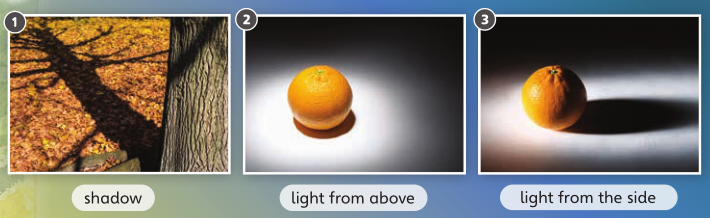 1
2
3
shadow
light from above
light from the side